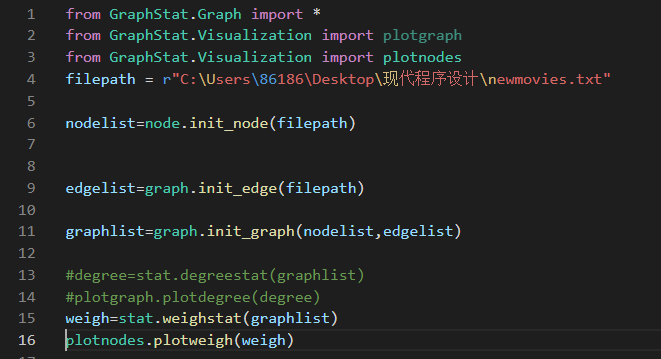 1 from GraphStat.Graph import *
2 from GraphStat.Visualization import plotgraph
3 from GraphStat.Visualization import plotnodes
4 filepath = r"C:\Users\86186\Desktop\现代程序设计\newmovies.txt"
5
6 nodelist=node.init_node(filepath)
7
8
9 edgelist=graph.init_edge(filepath)
10
11 graphlist=graph.init_graph(nodelist,edgelist)
12
13 #degree=stat.degreestat(graphlist)
14 #plotgraph.plotdegree(degree)
15 weigh=stat.weighstat(graphlist)
16 plotnodes.plotweigh(weigh)